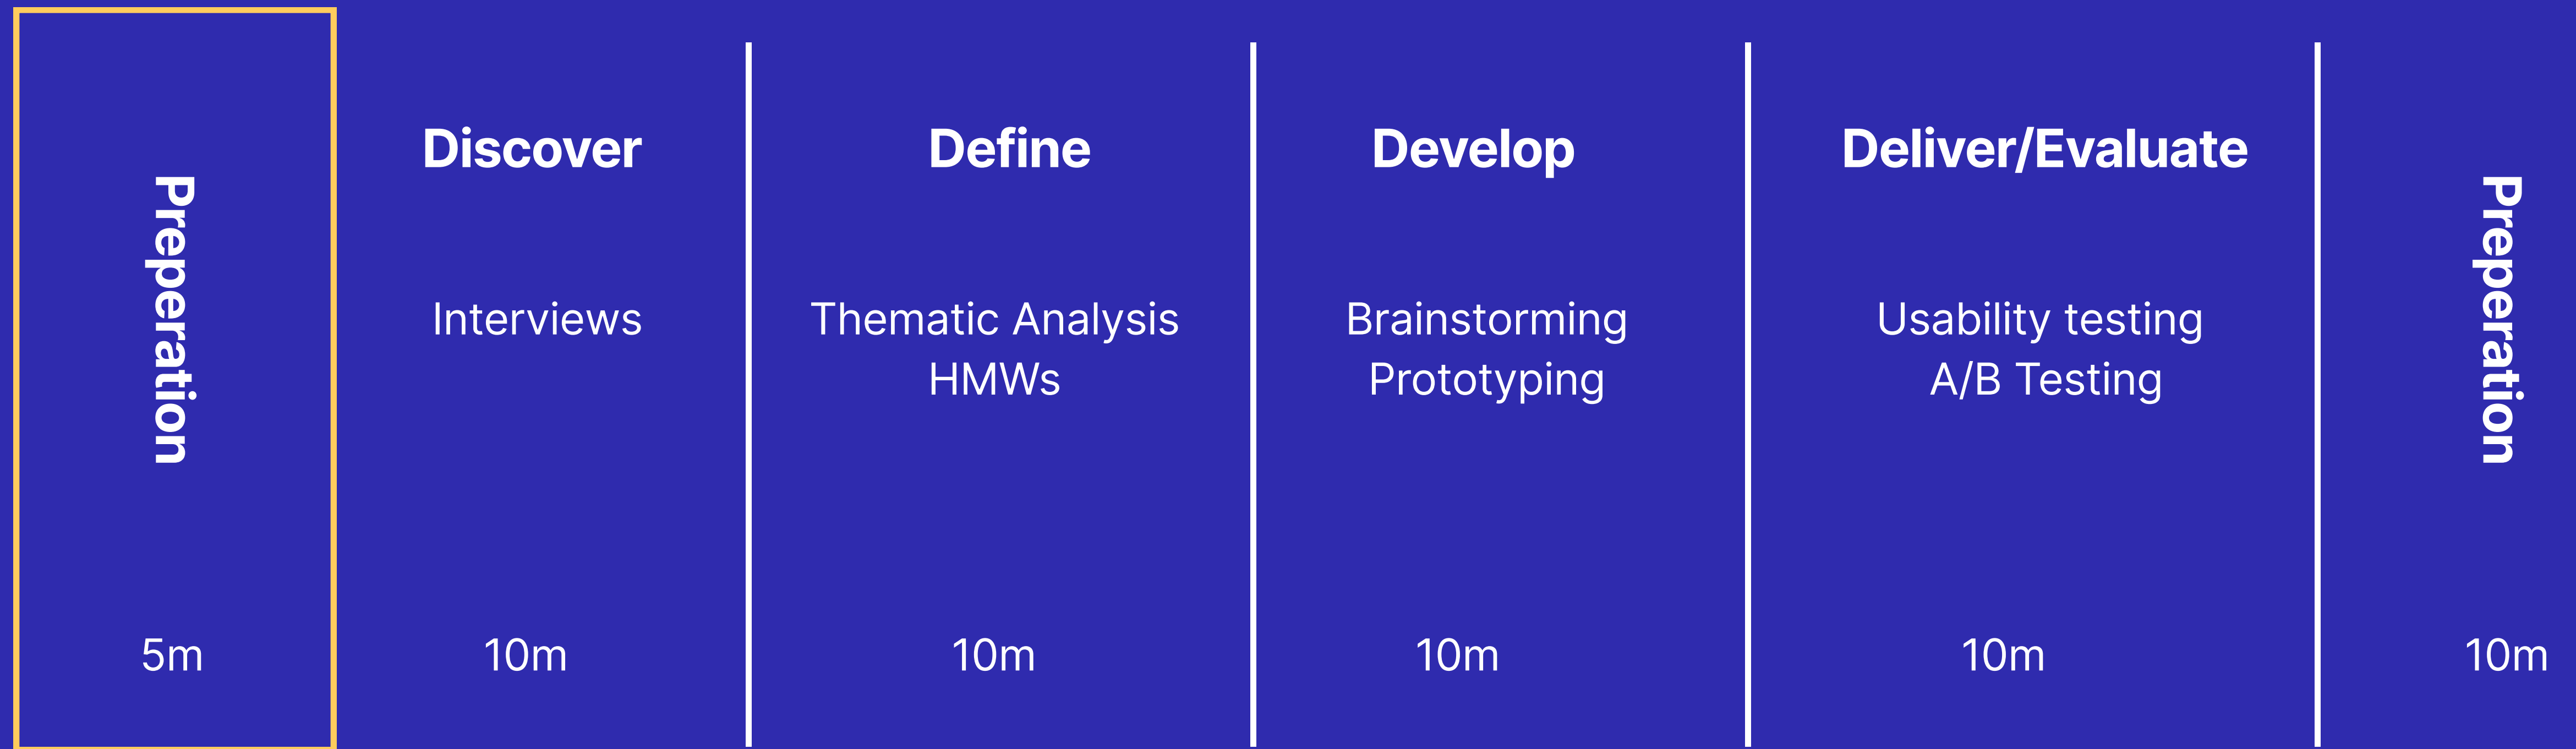 Preperation
5m
Discover
Interviews
10m
Define
Thematic Analysis
HMWs
10m
Develop
Brainstorming
Prototyping
10m
Deliver/Evaluate
Usability testing
A/B Testing
10m
Preperation
10m